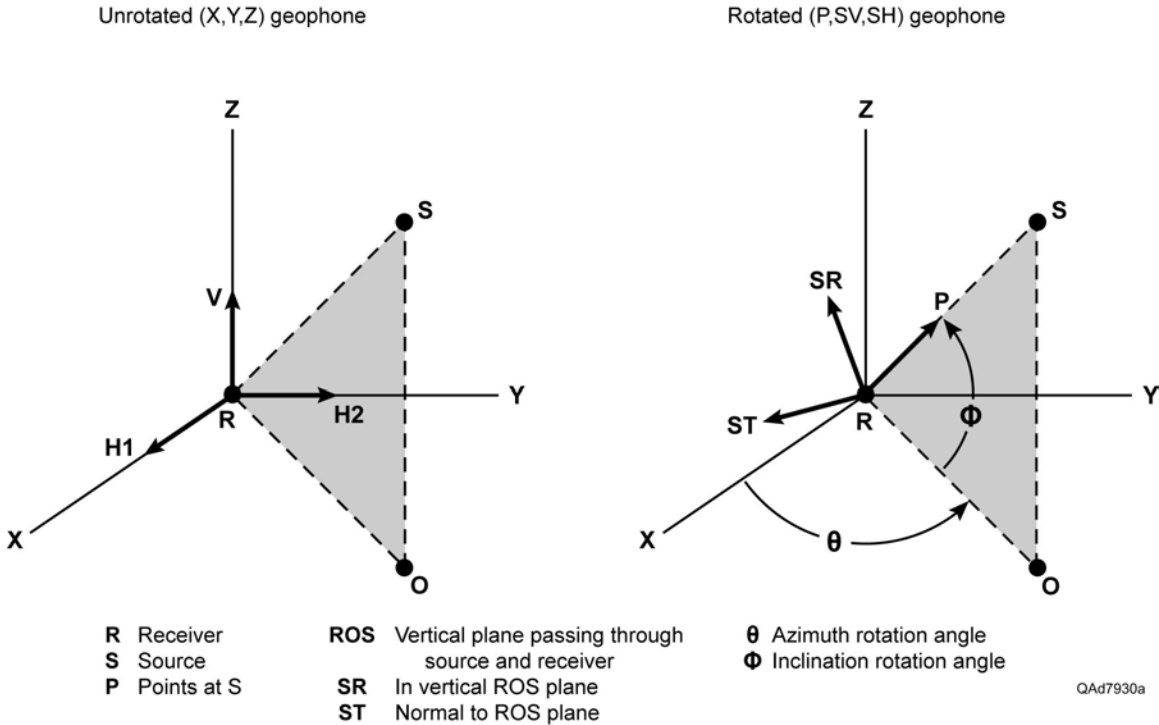 Unrotated (X,Y,Z) geophone
Rotated (P,SV,SH) geophone
Z
S
V
R
H2
Y
H1
X
O
Z
S
SR
P
Y
ST
R
Φ
X
θ
O
R Receiver
S Source
P Points at S
ROS Vertical plane passing through
source and receiver
SR In vertical ROS plane
ST Normal to ROS plane
θ Azimuth rotation angle
Φ Inclination rotation angle
QAd7930a